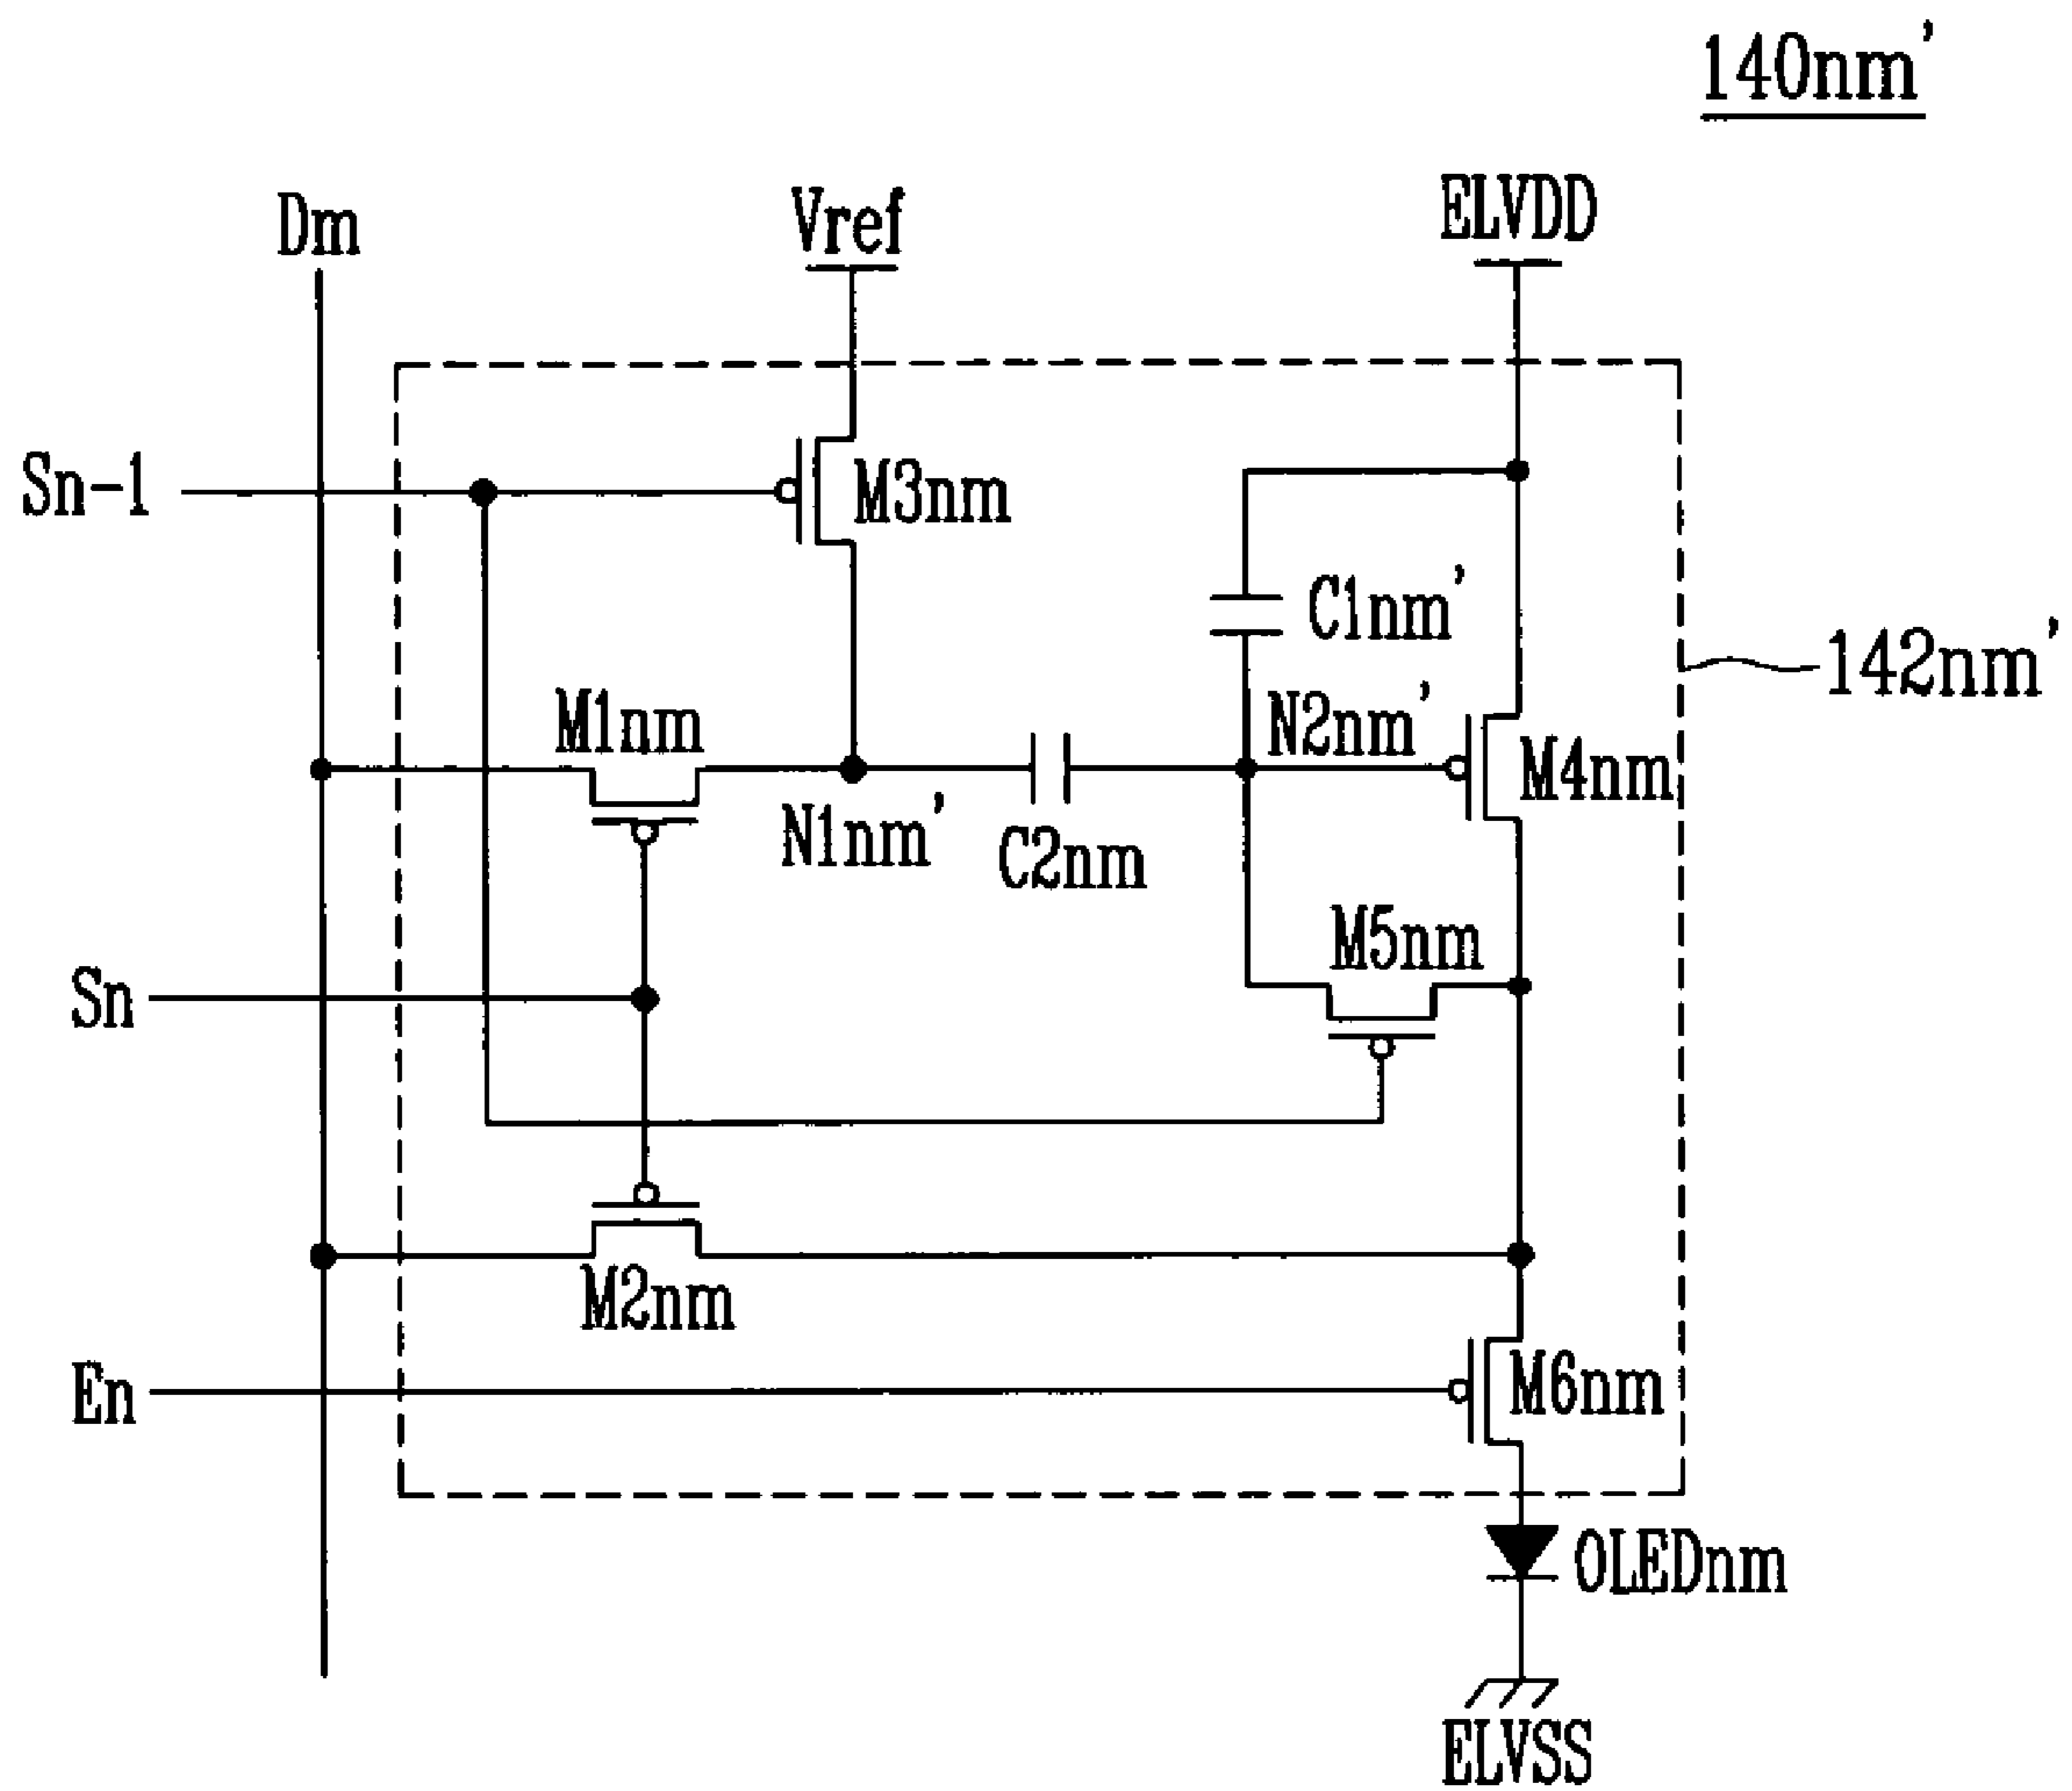 140nm'
Dm
Vref
ELVDD
Sn-1
M3nm
C1nm'
142nm'
M1nm
N2nm'
M4nm
N1nm'
C2nm
M5nm
Sn
M2nm
En
M6nm
OLEDnm
ELVSS